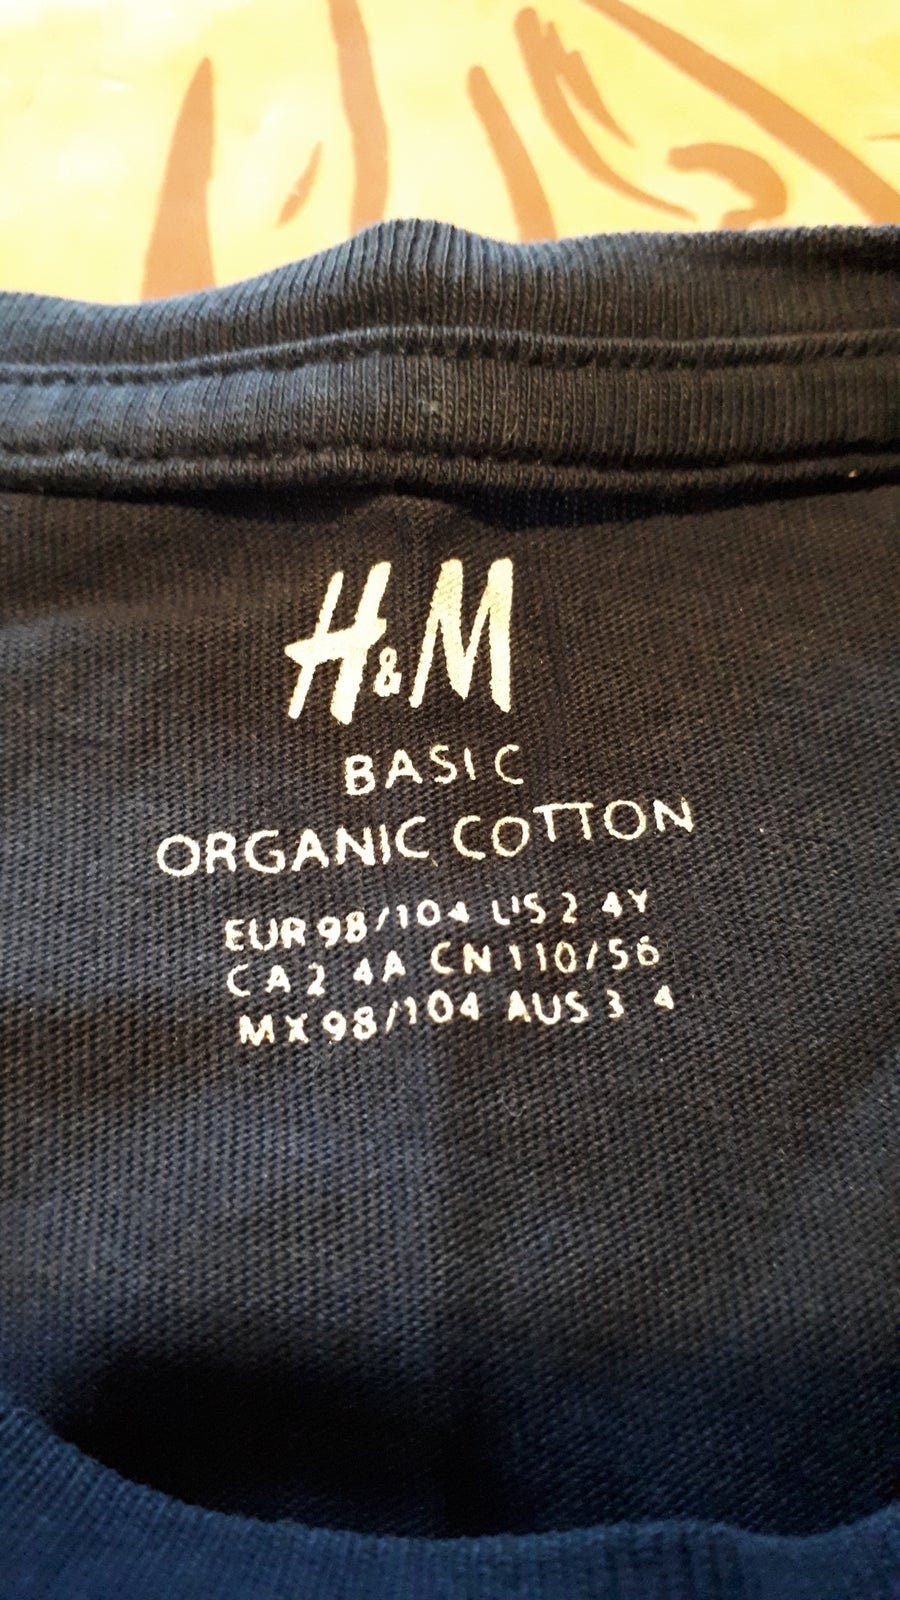 H&M
BASIC
ORGANIC COTTON
EUR 98/104 US 2 4Y
CA 2 4A CN 110/56
MX 98/104 AUS 3 4